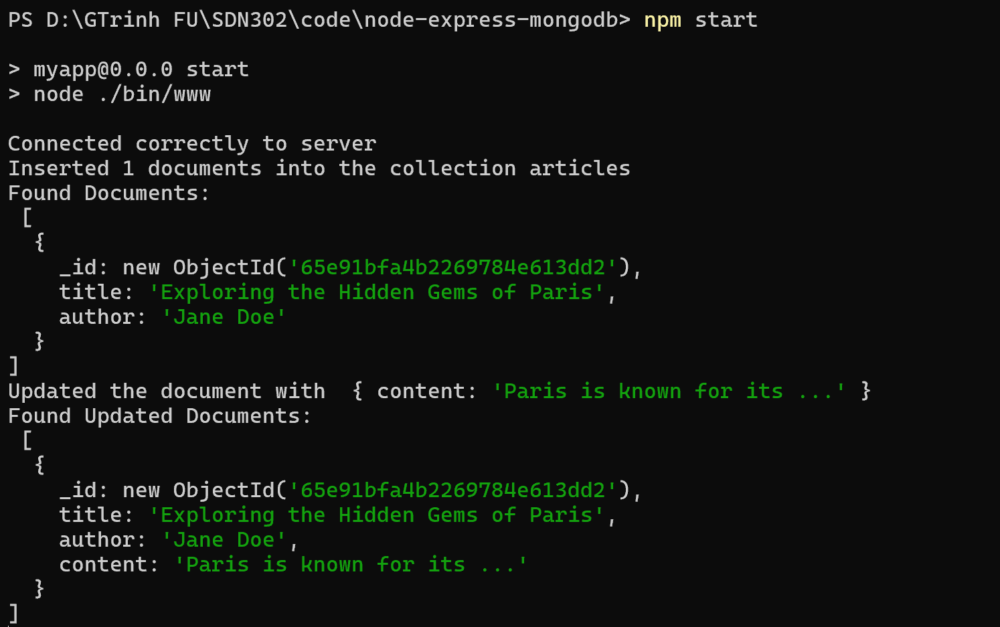 PS D:\GTrinh FU\SDN302\code\node-express-mongodb> npm start
> myapp@0.0.0 start
> node ./bin/www
Connected correctly to server
Inserted 1 documents into the collection articles
Found Documents:
 [
  {
    _id: new ObjectId('65e91bfa4b2269784e613dd2'),
    title: 'Exploring the Hidden Gems of Paris',
    author: 'Jane Doe'
  }
]
Updated the document with  { content: 'Paris is known for its ...' }
Found Updated Documents:
 [
  {
    _id: new ObjectId('65e91bfa4b2269784e613dd2'),
    title: 'Exploring the Hidden Gems of Paris',
    author: 'Jane Doe',
    content: 'Paris is known for its ...'
  }
]